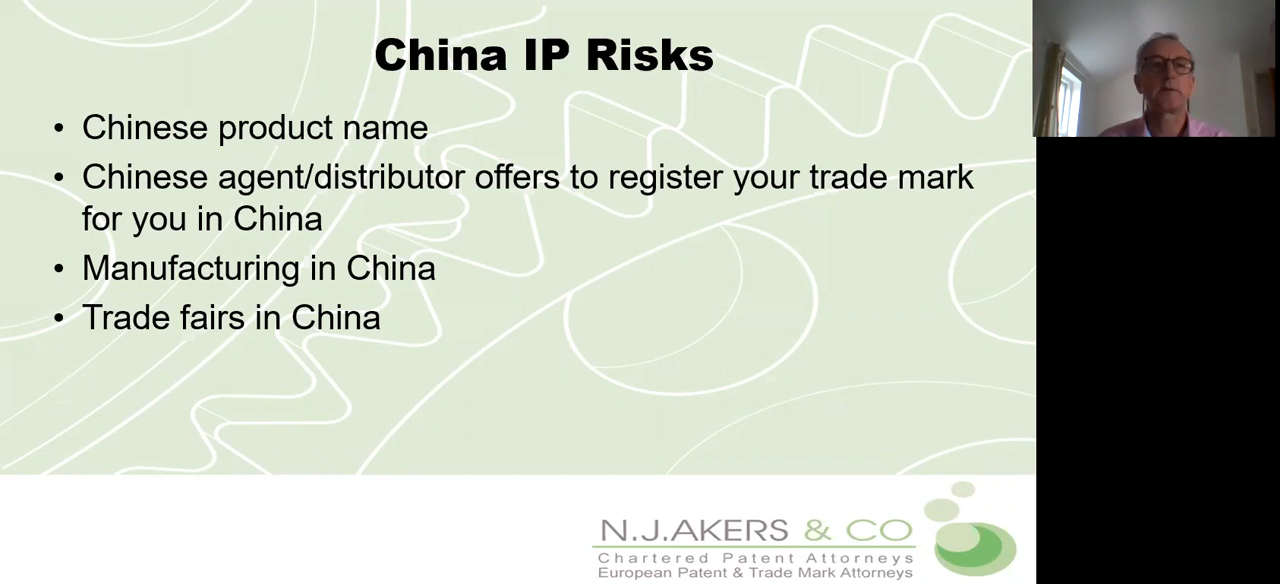 China IP Risks
• Chinese product name
• Chinese agent/distributor offers to register your trade mark
for you in China
• Manufacturing in China
• Trade fairs in China
N.J.AKERS & CO
Chartered Patent Attorneys
European Patent & Trade Mark Attorneys